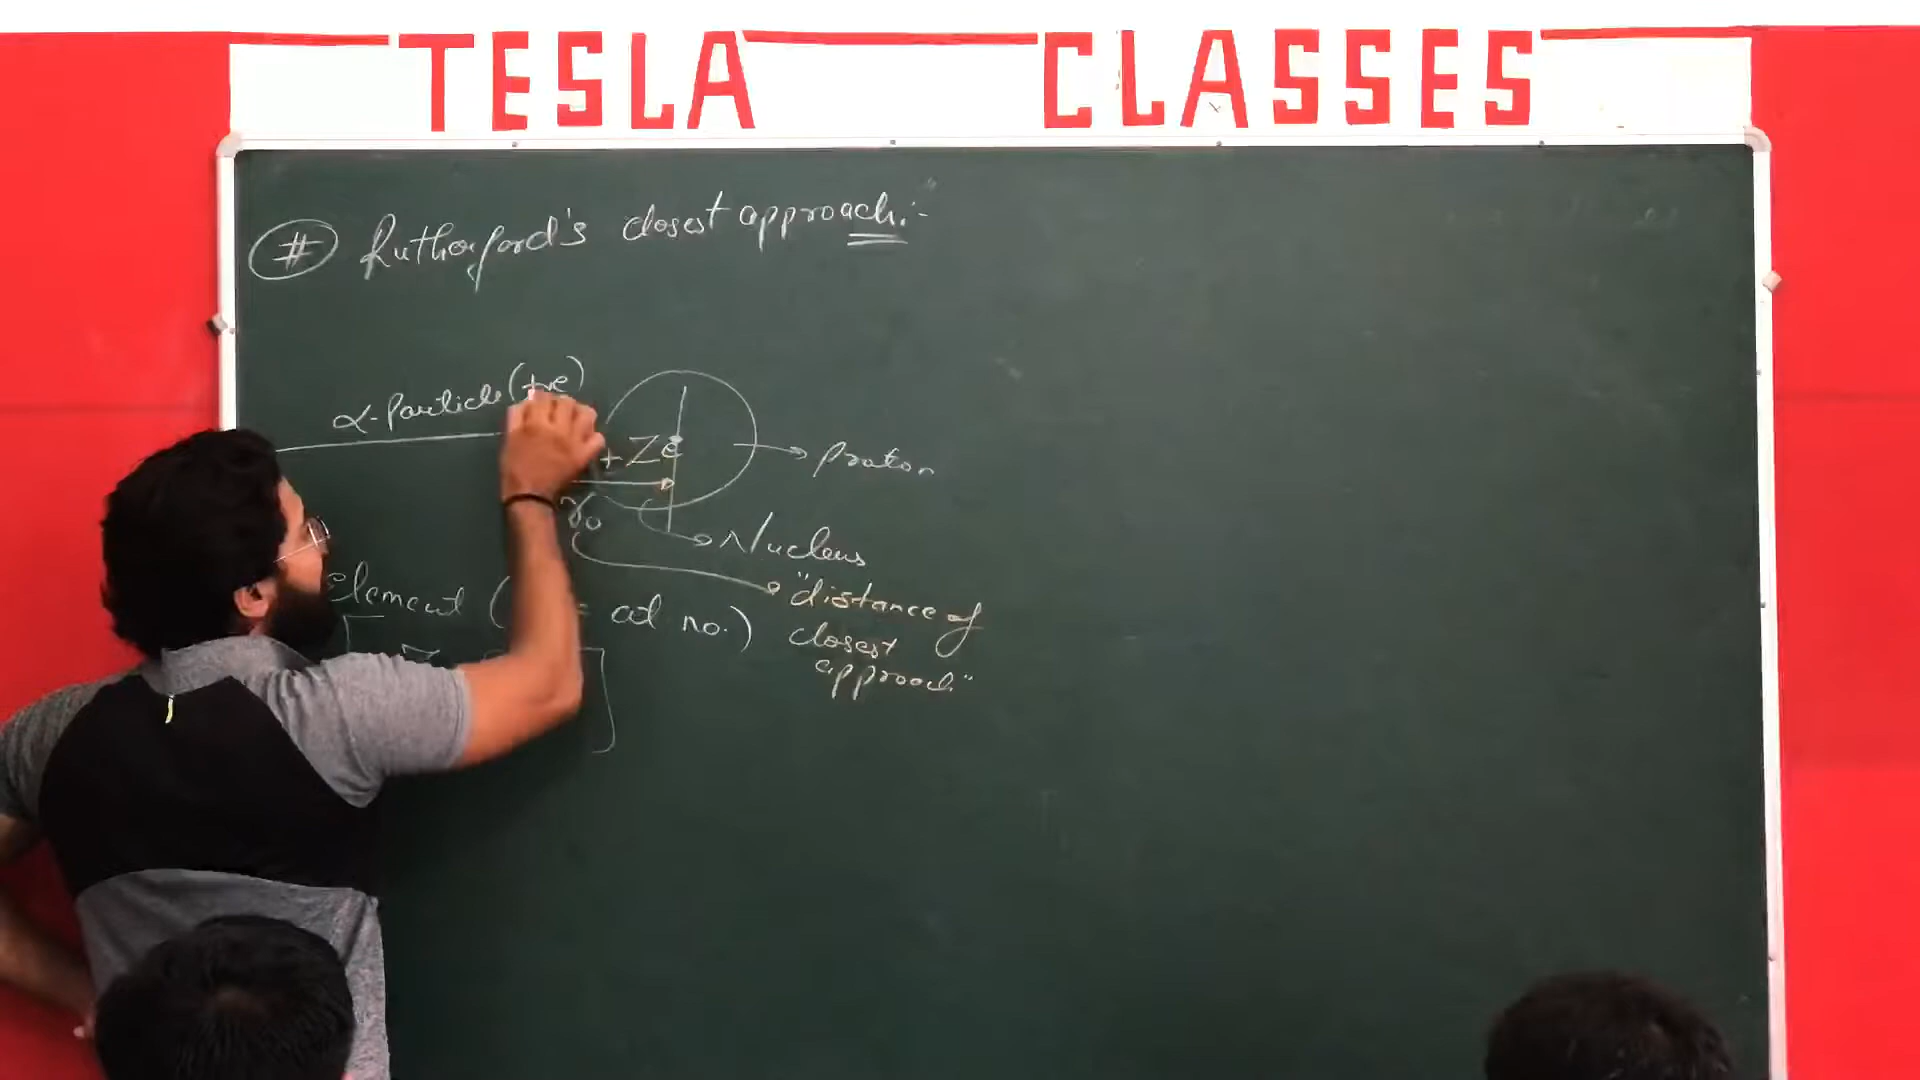 TESLA CLASSES
# Rutherford's closest approach:-
α-Particle (+ve)
+Ze
proton
r₀
Nucleus
element ( = at no.)
"distance of
closest
approach"